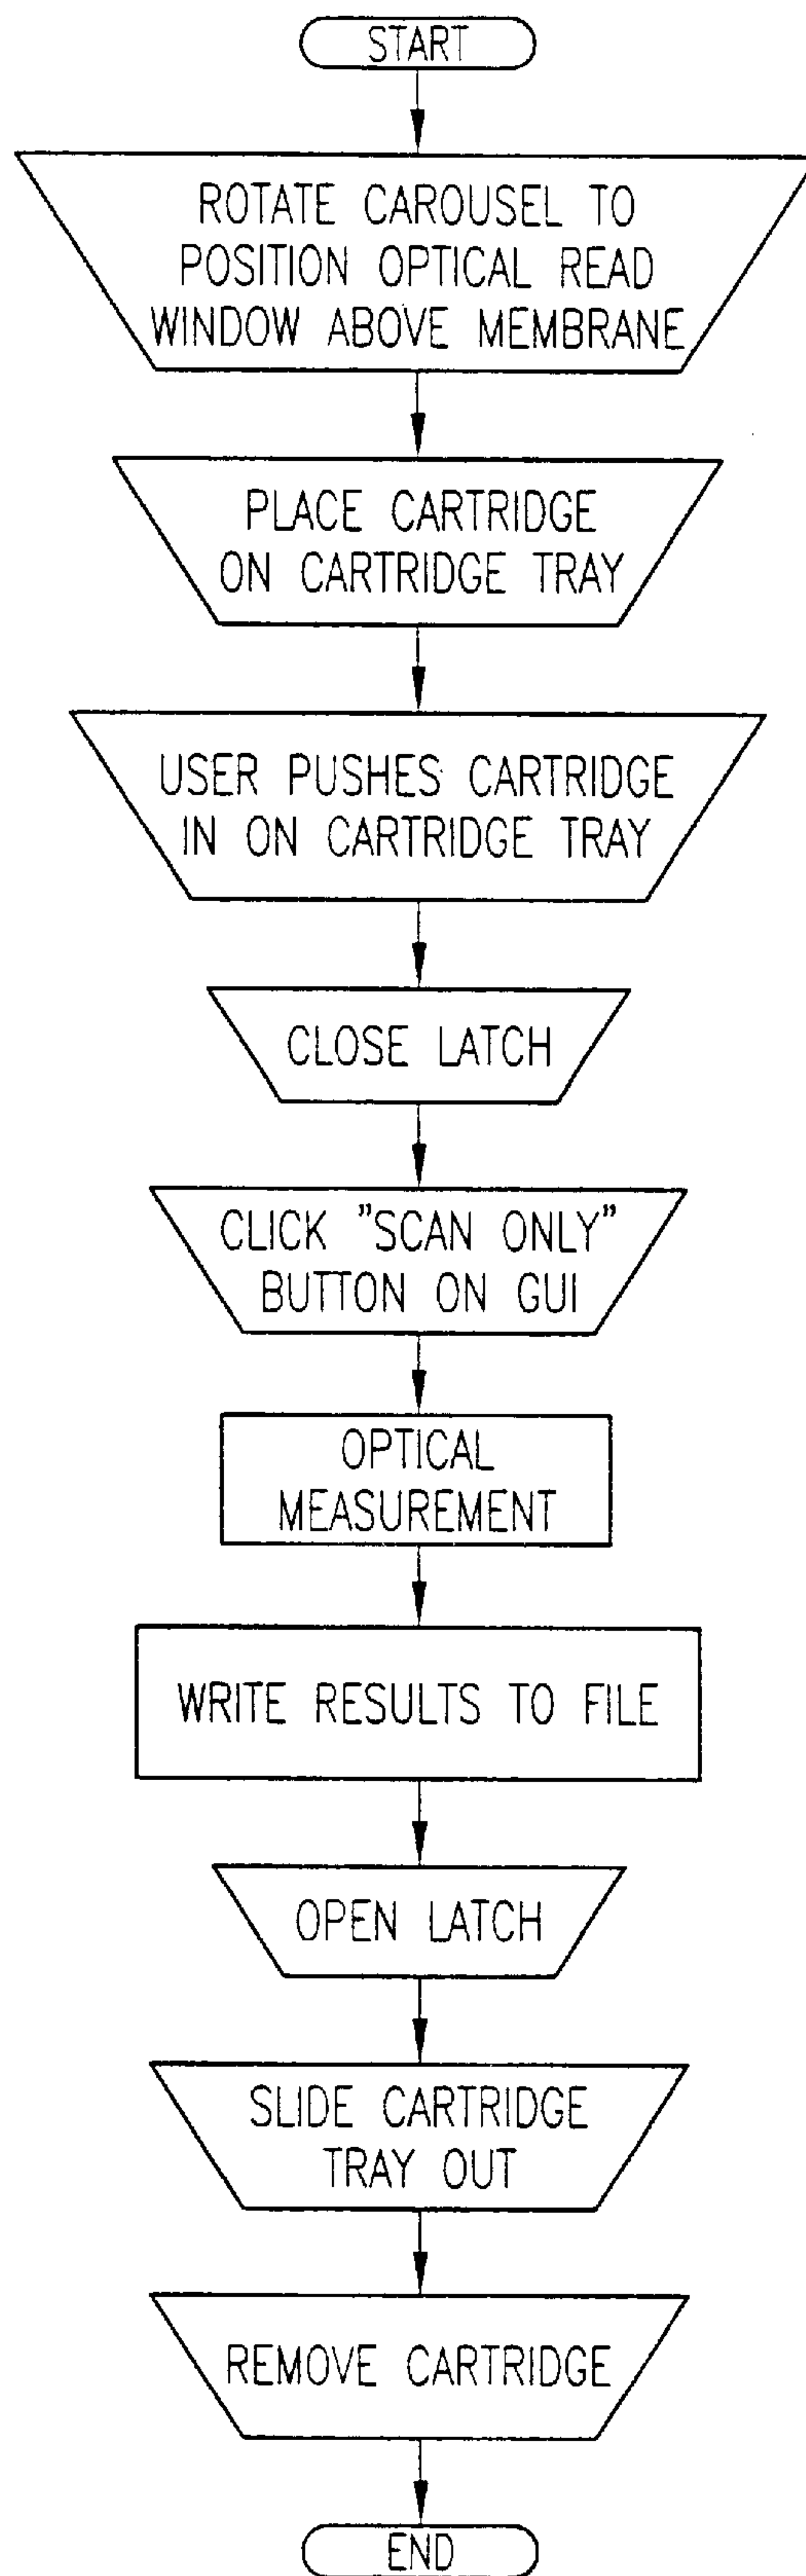 START
ROTATE CAROUSEL TO
POSITION OPTICAL READ
WINDOW ABOVE MEMBRANE
PLACE CARTRIDGE
ON CARTRIDGE TRAY
USER PUSHES CARTRIDGE
IN ON CARTRIDGE TRAY
CLOSE LATCH
CLICK "SCAN ONLY"
BUTTON ON GUI
OPTICAL
MEASUREMENT
WRITE RESULTS TO FILE
OPEN LATCH
SLIDE CARTRIDGE
TRAY OUT
REMOVE CARTRIDGE
END